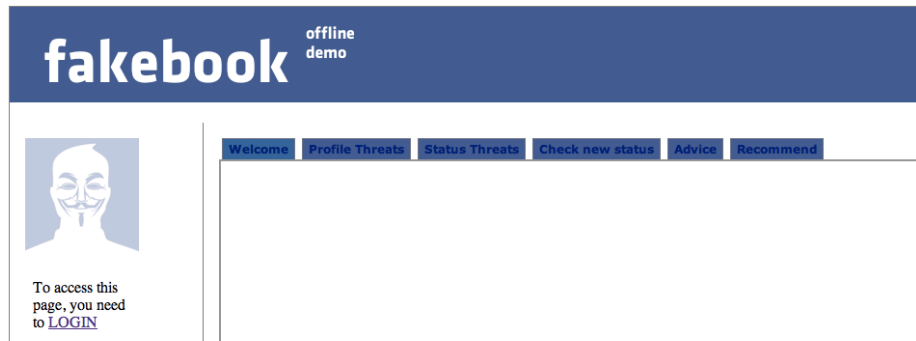 fakebook
offline
demo
Welcome Profile Threats Status Threats Check new status Advice Recommend
To access this
page, you need
to LOGIN